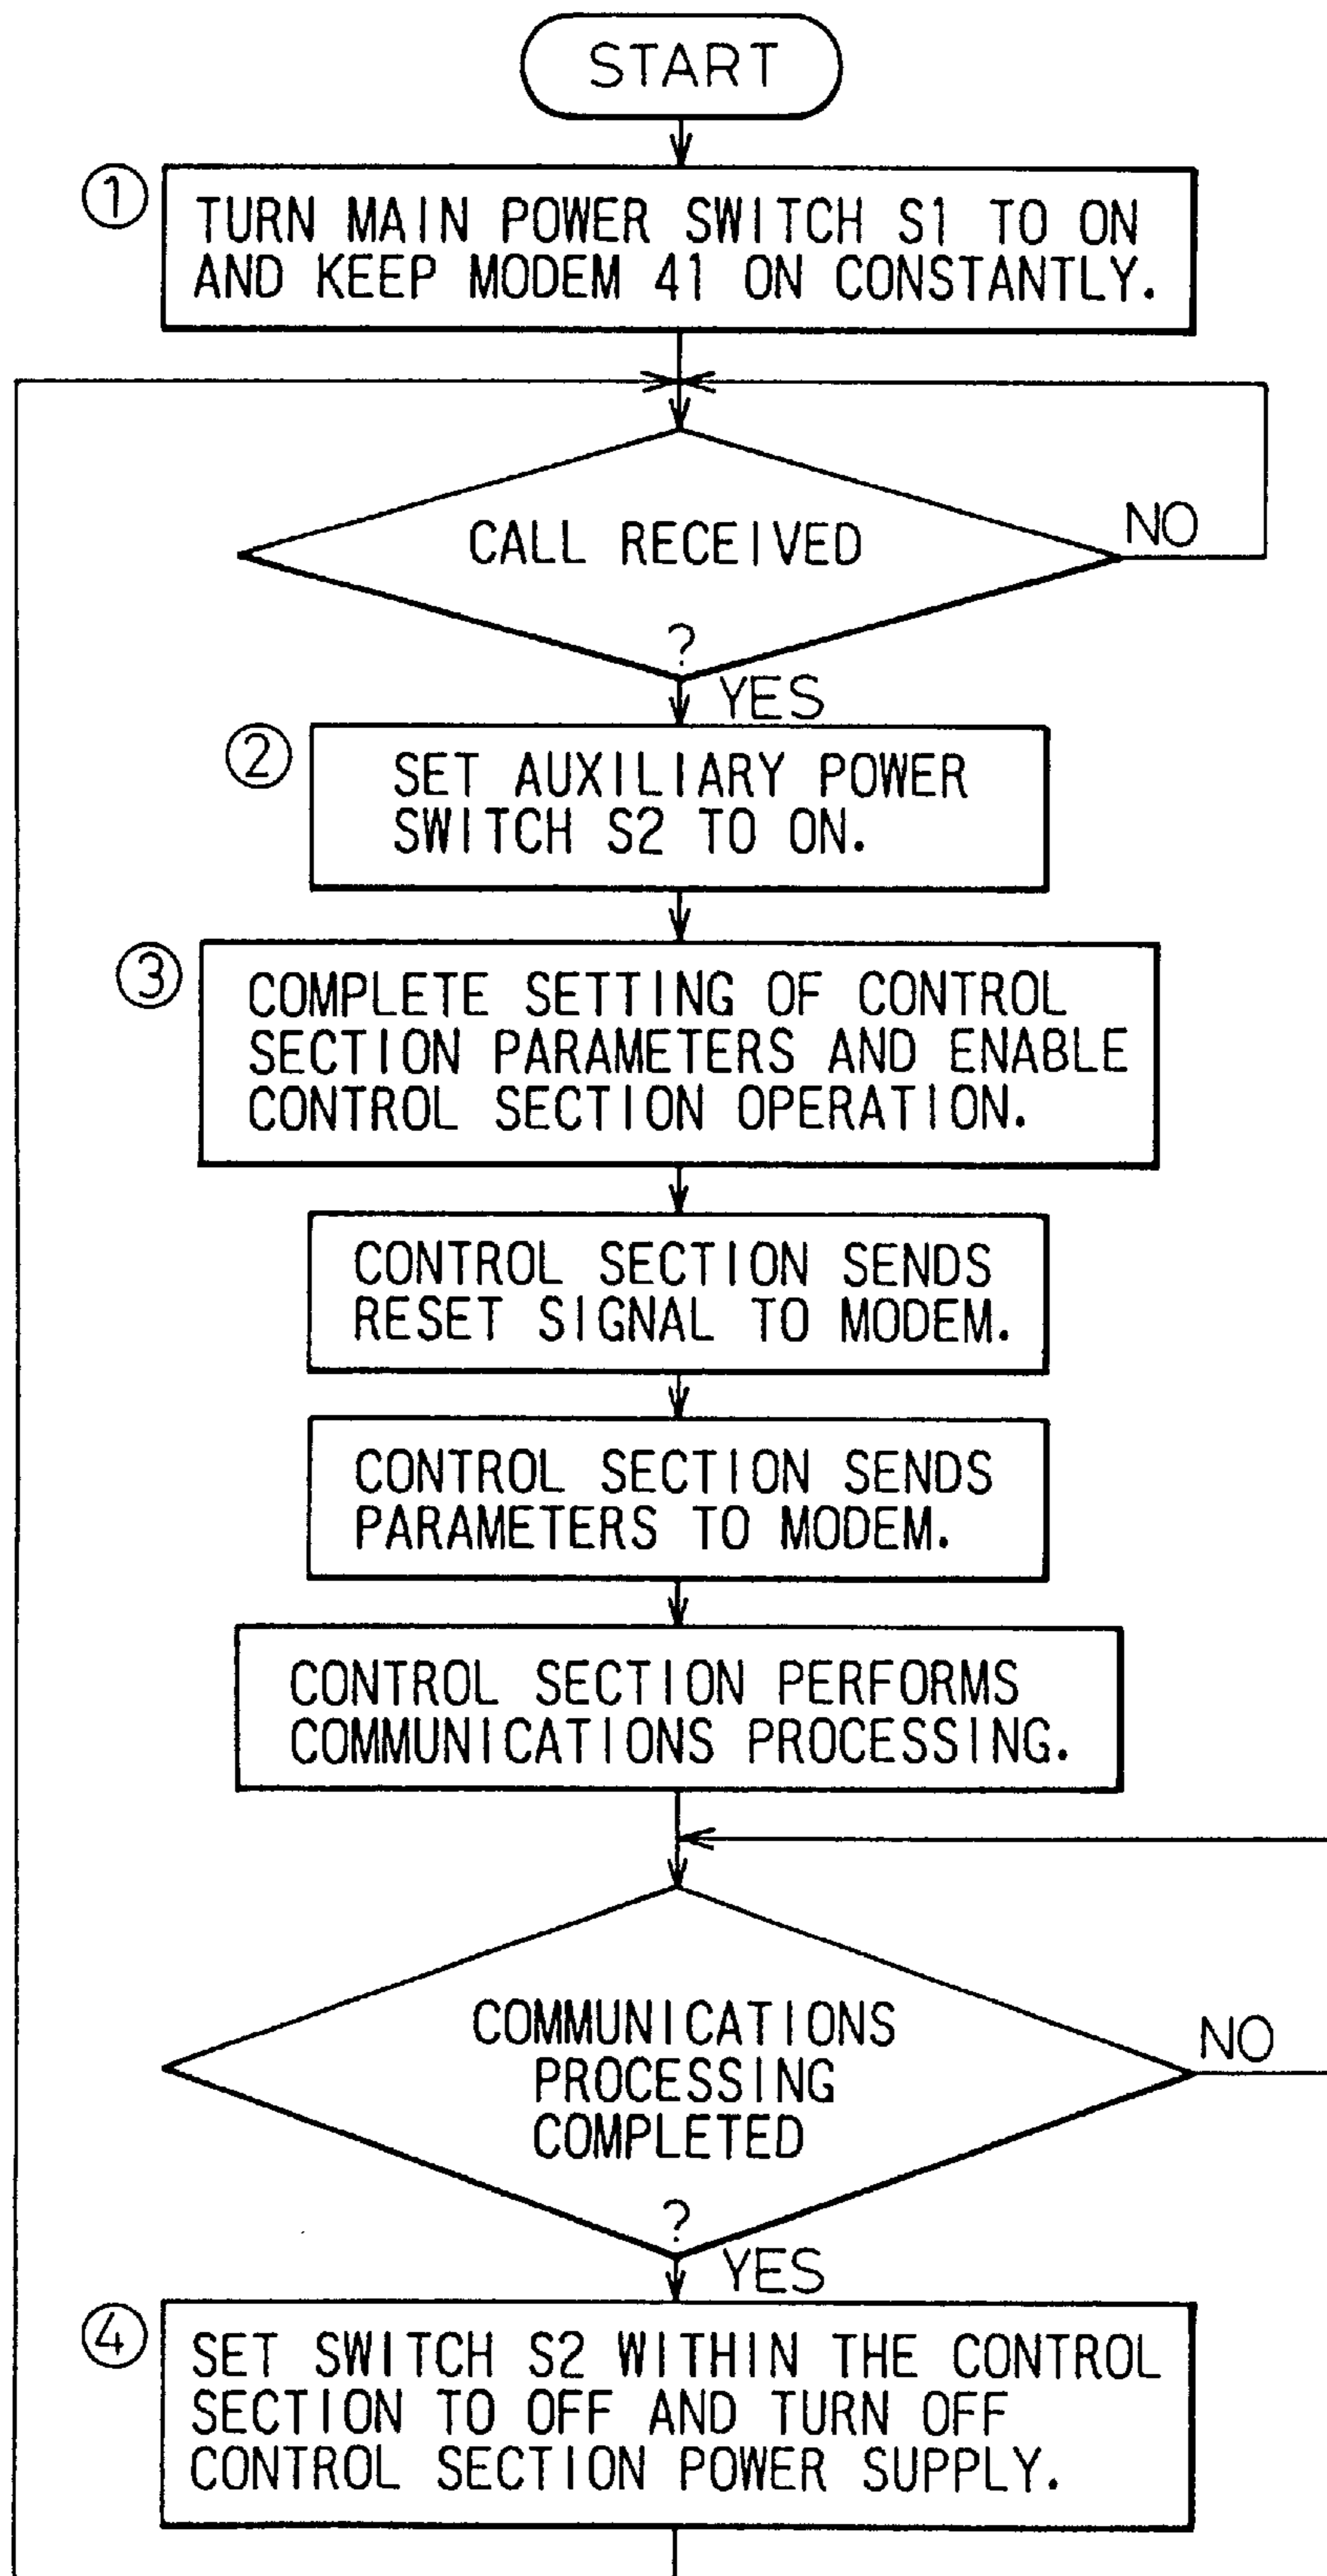 START
①
TURN MAIN POWER SWITCH S1 TO ON
AND KEEP MODEM 41 ON CONSTANTLY.
CALL RECEIVED
?
NO
YES
②
SET AUXILIARY POWER
SWITCH S2 TO ON.
③
COMPLETE SETTING OF CONTROL
SECTION PARAMETERS AND ENABLE
CONTROL SECTION OPERATION.
CONTROL SECTION SENDS
RESET SIGNAL TO MODEM.
CONTROL SECTION SENDS
PARAMETERS TO MODEM.
CONTROL SECTION PERFORMS
COMMUNICATIONS PROCESSING.
COMMUNICATIONS
PROCESSING
COMPLETED
?
NO
YES
④
SET SWITCH S2 WITHIN THE CONTROL
SECTION TO OFF AND TURN OFF
CONTROL SECTION POWER SUPPLY.